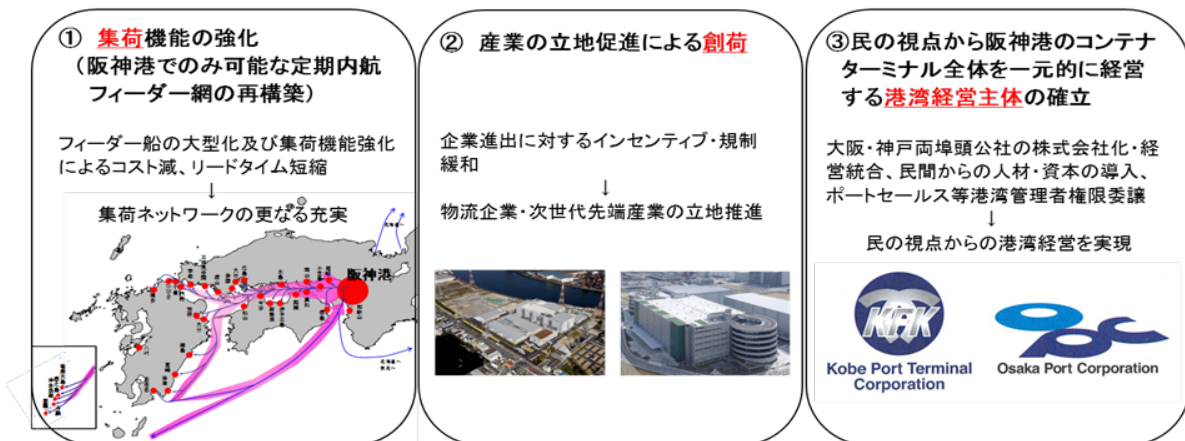 ① 集荷機能の強化
(阪神港でのみ可能な定期内航
フィーダー網の再構築)
フィーダー船の大型化及び集荷機能強化
によるコスト減、リードタイム短縮
↓
集荷ネットワークの更なる充実
阪神港
② 産業の立地促進による創荷
企業進出に対するインセンティブ・規制
緩和
↓
物流企業・次世代先端産業の立地推進
③民の視点から阪神港のコンテナ
ターミナル全体を一元的に経営
する港湾経営主体の確立
大阪・神戸両埠頭公社の株式会社化・経
営統合、民間からの人材・資本の導入、
ポートセールス等港湾管理者権限委譲
↓
民の視点からの港湾経営を実現
Kobe Port Terminal
Corporation
OPC
Osaka Port Corporation